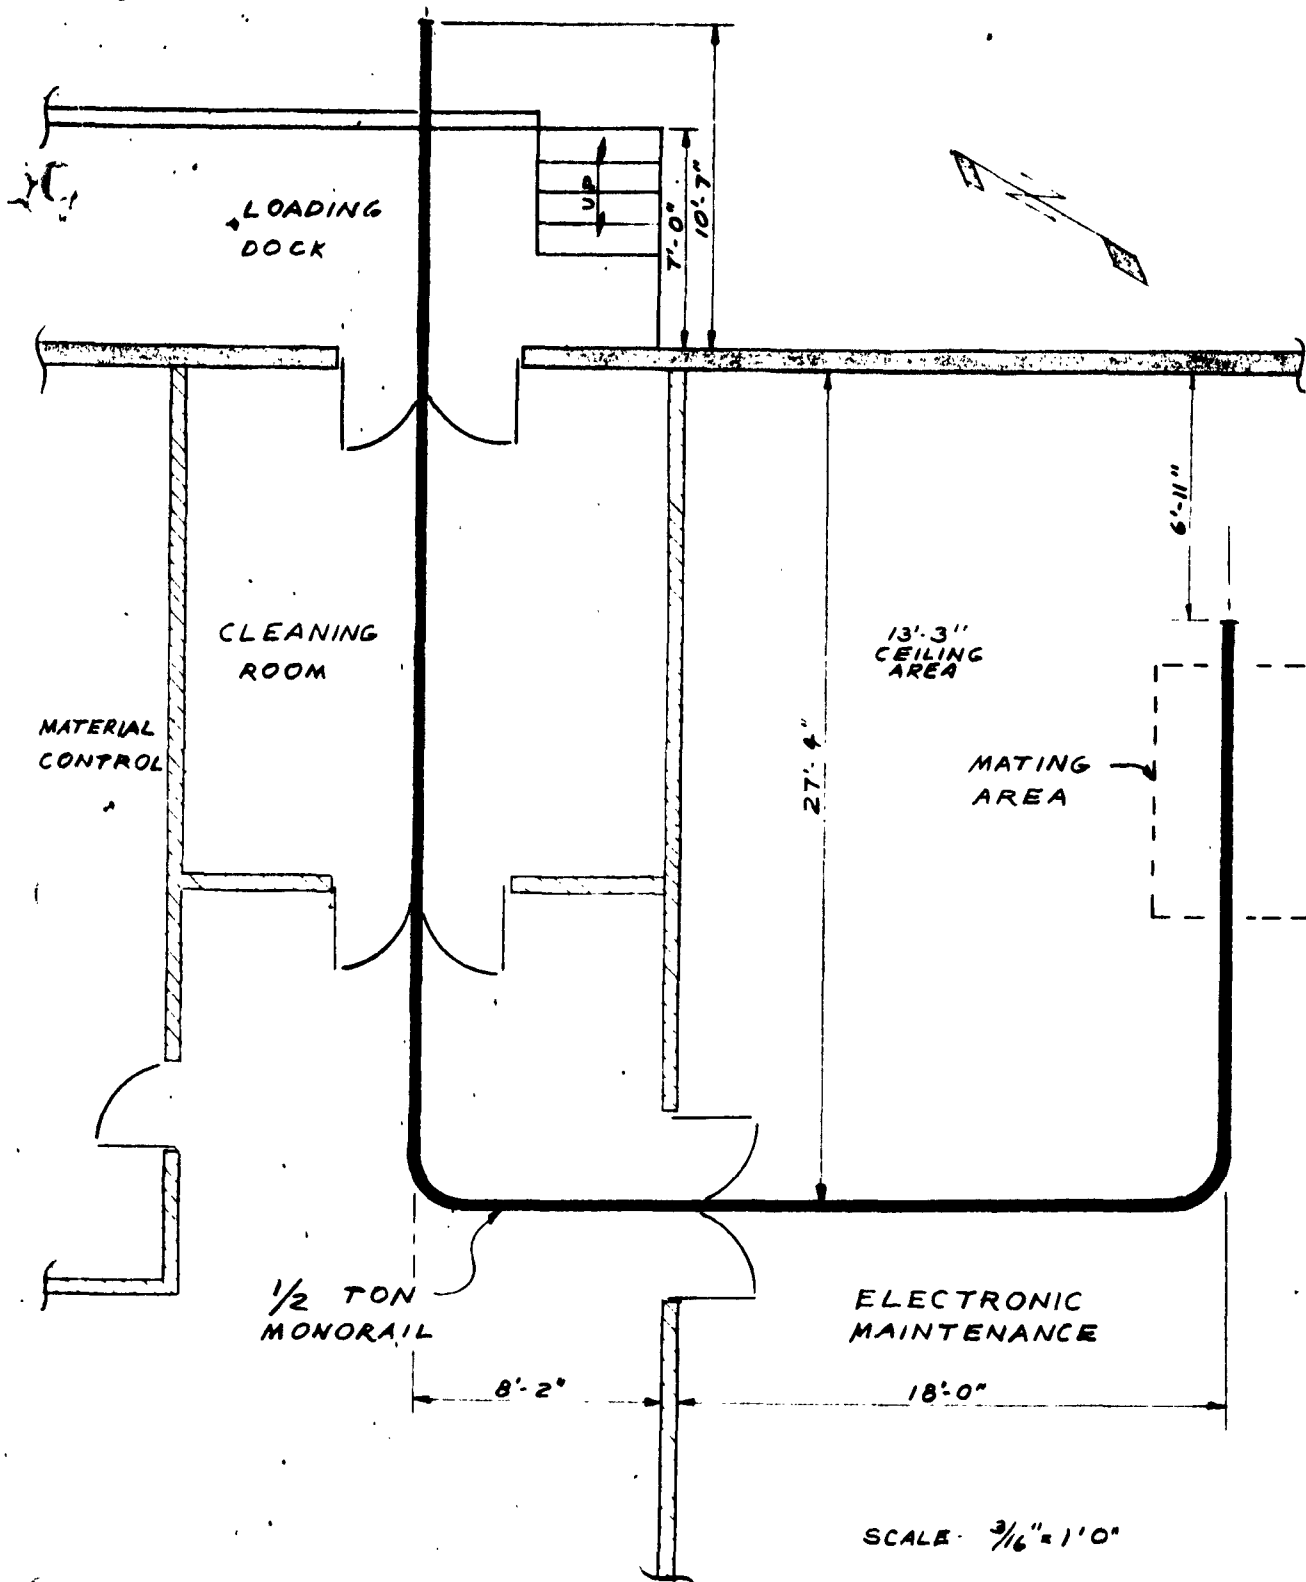 LOADING
DOCK
UP
7'-0"
10'-7"
N
CLEANING
ROOM
MATERIAL
CONTROL
13'-3"
CEILING
AREA
6'-11"
27'-4"
MATING
AREA
1/2 TON
MONORAIL
ELECTRONIC
MAINTENANCE
8'-2"
18'-0"
SCALE- 3/16"=1'0"